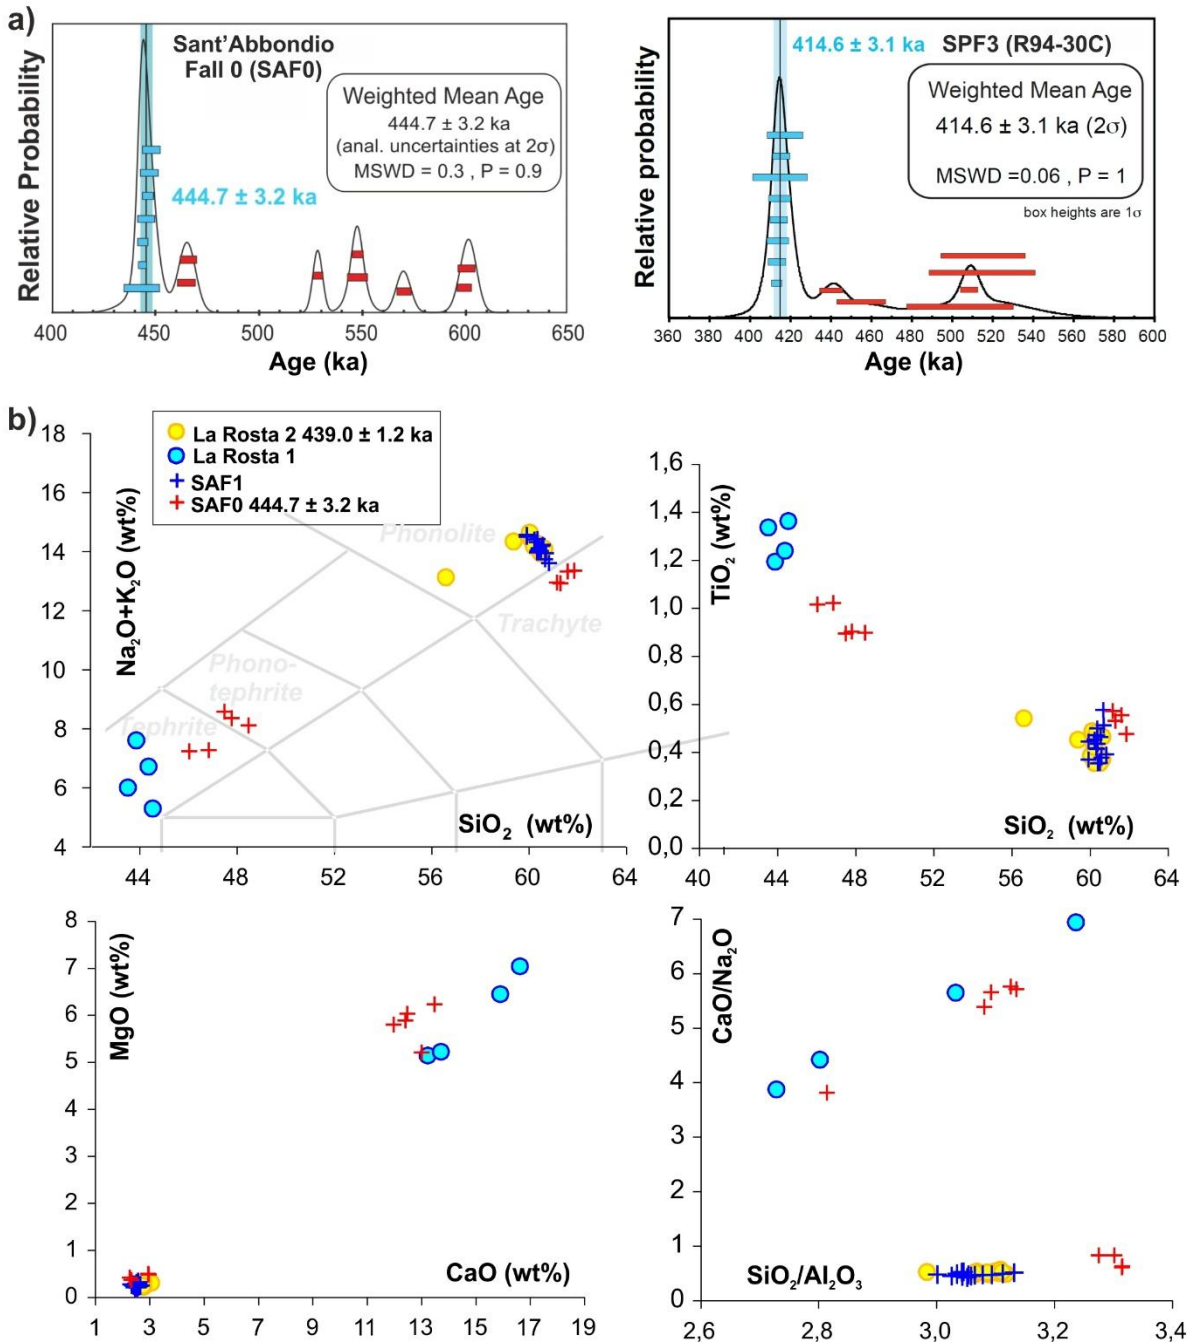 a)
Relative Probability
Sant'Abbondio
Fall 0 (SAF0)
Weighted Mean Age
444.7 ± 3.2 ka
(anal. uncertainties at 2σ)
MSWD = 0.3 , P = 0.9
444.7 ± 3.2 ka
400 450 500 550 600 650
Age (ka)
Relative probability
414.6 ± 3.1 ka
SPF3 (R94-30C)
Weighted Mean Age
414.6 ± 3.1 ka (2σ)
MSWD =0.06 , P = 1
box heights are 1σ
360 380 400 420 440 460 480 500 520 540 560 580 600
Age (ka)
b)
La Rosta 2 439.0 ± 1.2 ka
La Rosta 1
SAF1
SAF0 444.7 ± 3.2 ka
Na₂O+K₂O (wt%)
18
16
14
12
10
8
6
4
Phonolite
Trachyte
Phono-
tephrite
Tephrite
SiO₂ (wt%)
44 48 52 56 60 64
TiO₂ (wt%)
1,6
1,4
1,2
1,0
0,8
0,6
0,4
0,2
0,0
SiO₂ (wt%)
40 44 48 52 56 60 64
MgO (wt%)
8
7
6
5
4
3
2
1
0
CaO (wt%)
1 3 5 7 9 11 13 15 17 19
CaO/Na₂O
7
6
5
4
3
2
1
0
SiO₂/Al₂O₃
2,6 2,8 3,0 3,2 3,4